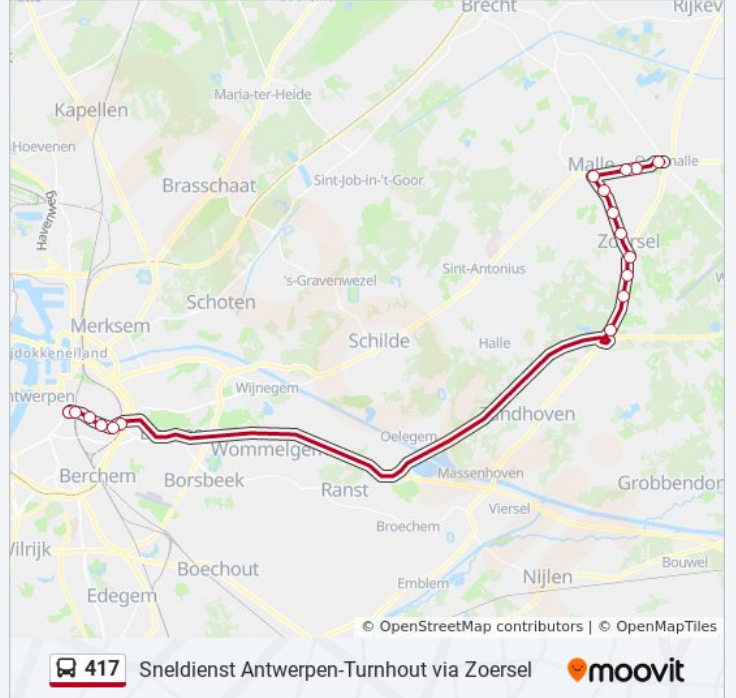 Brecht
Rijkev
Maria-ter-Heide
Kapellen
Hoevenen
Malle
Brasschaat
Sint-Job-in-'t-Goor
Havenweg
Zoersel
Sint-Antonius
's-Gravenwezel
Schoten
Merksem
Schilde
Halle
jdokkeneiland
Wijnegem
ntwerpen
Zandhoven
Oelegem
Wommelgem
Massenhoven
Berchem
Borsbeek
Ranst
Grobbendon
Viersel
Broechem
Wilrijk
Boechout
Bouwel
Emblem
Nijlen
Edegem
© OpenStreetMap contributors | © OpenMapTiles
417 Sneldienst Antwerpen-Turnhout via Zoersel moovit